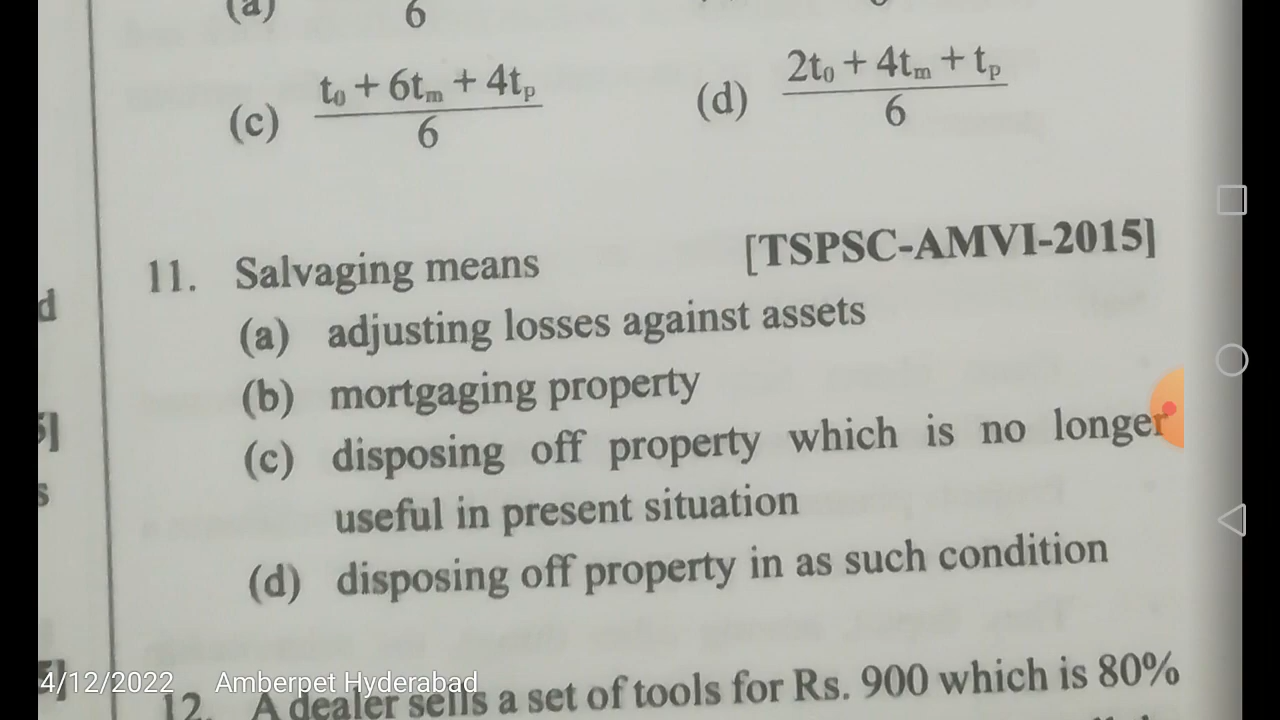 (a) 6
(c) t₀ + 6tₘ + 4tₚ / 6
(d) 2t₀ + 4tₘ + tₚ / 6
11. Salvaging means [TSPSC-AMVI-2015]
(a) adjusting losses against assets
(b) mortgaging property
(c) disposing off property which is no longer
useful in present situation
(d) disposing off property in as such condition
12. A dealer sells a set of tools for Rs. 900 which is 80%
4/12/2022 Amberpet Hyderabad